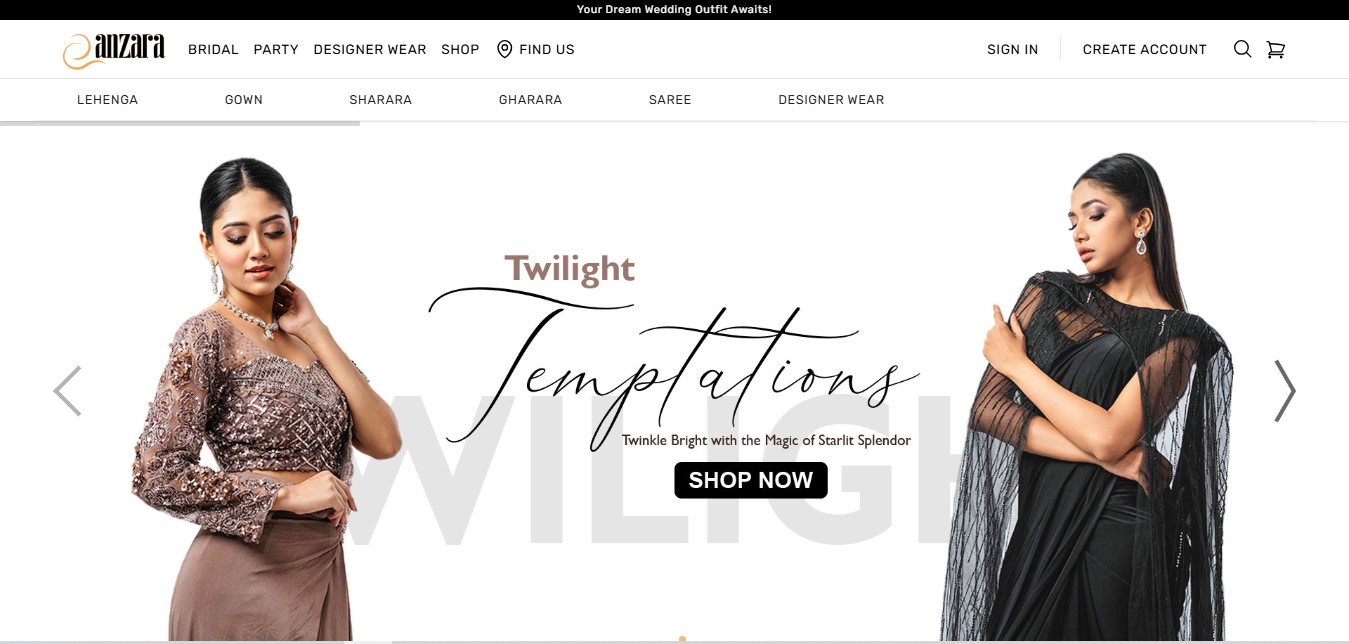 Your Dream Wedding Outfit Awaits!
anzara BRIDAL PARTY DESIGNER WEAR SHOP FIND US SIGN IN CREATE ACCOUNT
LEHENGA GOWN SHARARA GHARARA SAREE DESIGNER WEAR
Twilight
Temptations
WILIGH
Twinkle Bright with the Magic of Starlit Splendor
SHOP NOW